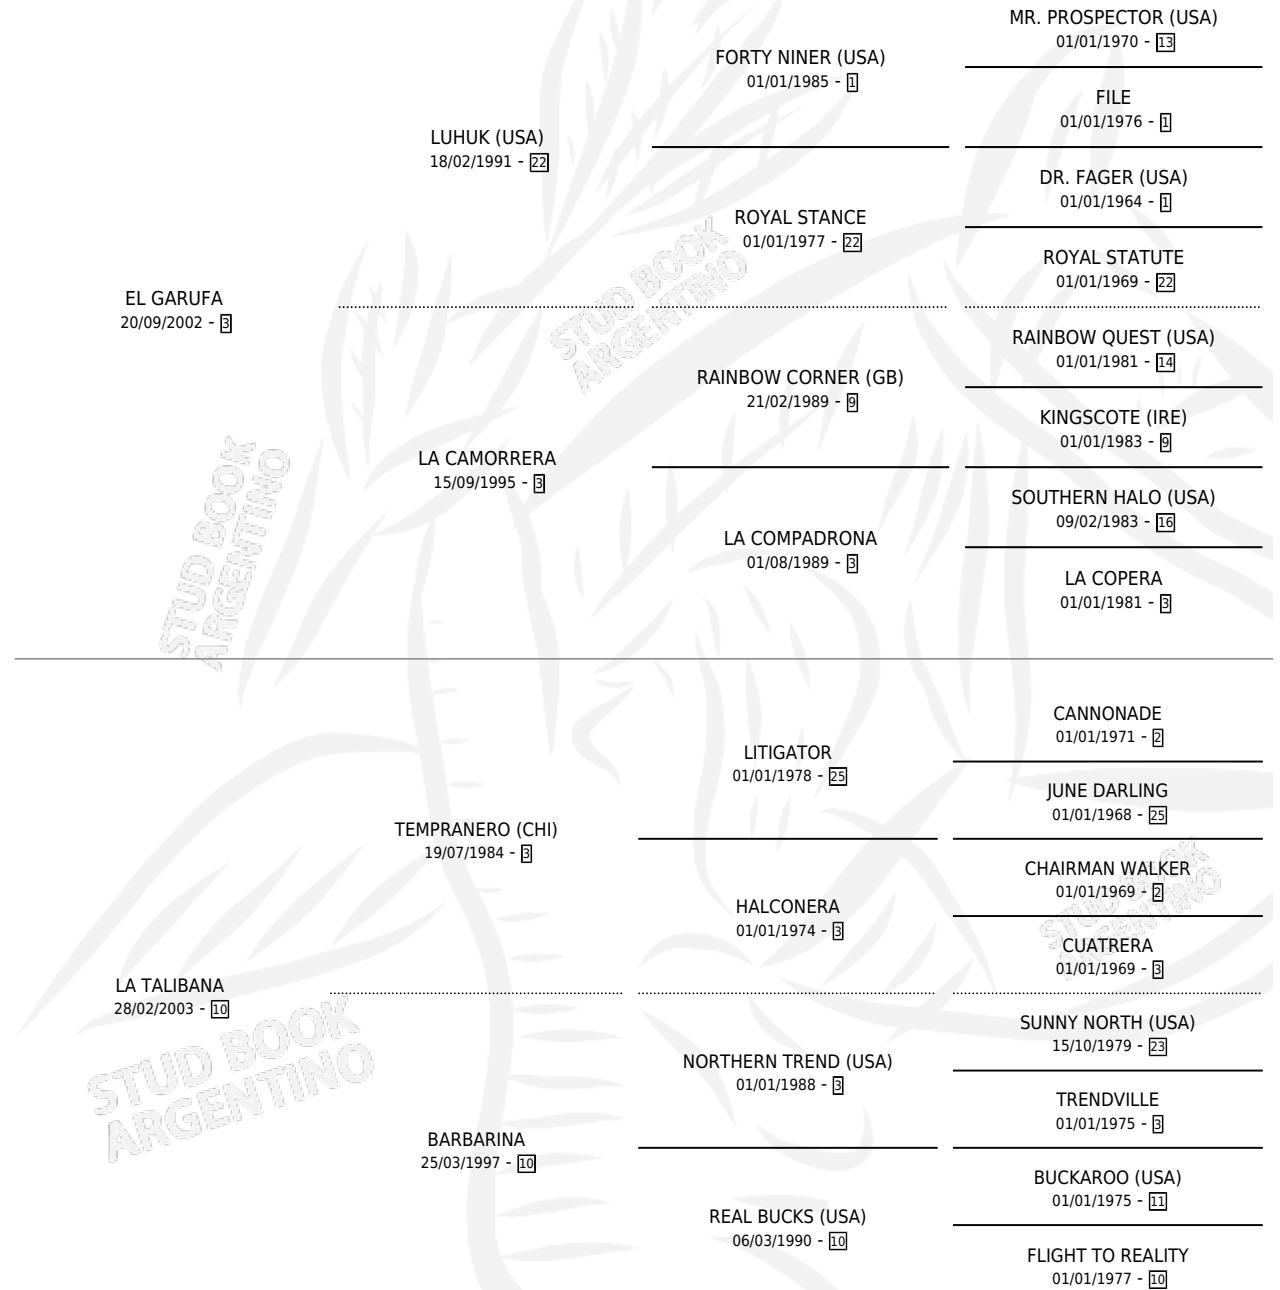 MR. PROSPECTOR (USA)
01/01/1970 - 13
FORTY NINER (USA)
01/01/1985 - 1
FILE
01/01/1976 - 1
LUHUK (USA)
18/02/1991 - 22
DR. FAGER (USA)
01/01/1964 - 1
ROYAL STANCE
01/01/1977 - 22
ROYAL STATUTE
01/01/1969 - 22
EL GARUFA
20/09/2002 - 3
STUD BOOK
ARGENTINO
RAINBOW QUEST (USA)
01/01/1981 - 14
RAINBOW CORNER (GB)
21/02/1989 - 9
KINGSCOTE (IRE)
01/01/1983 - 9
LA CAMORRERA
15/09/1995 - 3
SOUTHERN HALO (USA)
09/02/1983 - 16
LA COMPADRONA
01/08/1989 - 3
LA COPERA
01/01/1981 - 3
STUD BOOK
ARGENTINO
CANNONADE
01/01/1971 - 2
LITIGATOR
01/01/1978 - 25
JUNE DARLING
01/01/1968 - 25
TEMPRANERO (CHI)
19/07/1984 - 3
CHAIRMAN WALKER
01/01/1969 - 2
HALCONERA
01/01/1974 - 3
CUATRERA
01/01/1969 - 3
STUD BOOK
ARGENTINO
LA TALIBANA
28/02/2003 - 10
SUNNY NORTH (USA)
15/10/1979 - 23
NORTHERN TREND (USA)
01/01/1988 - 3
TRENDVILLE
01/01/1975 - 3
STUD BOOK
ARGENTINO
BARBARINA
25/03/1997 - 10
BUCKAROO (USA)
01/01/1975 - 11
REAL BUCKS (USA)
06/03/1990 - 10
FLIGHT TO REALITY
01/01/1977 - 10